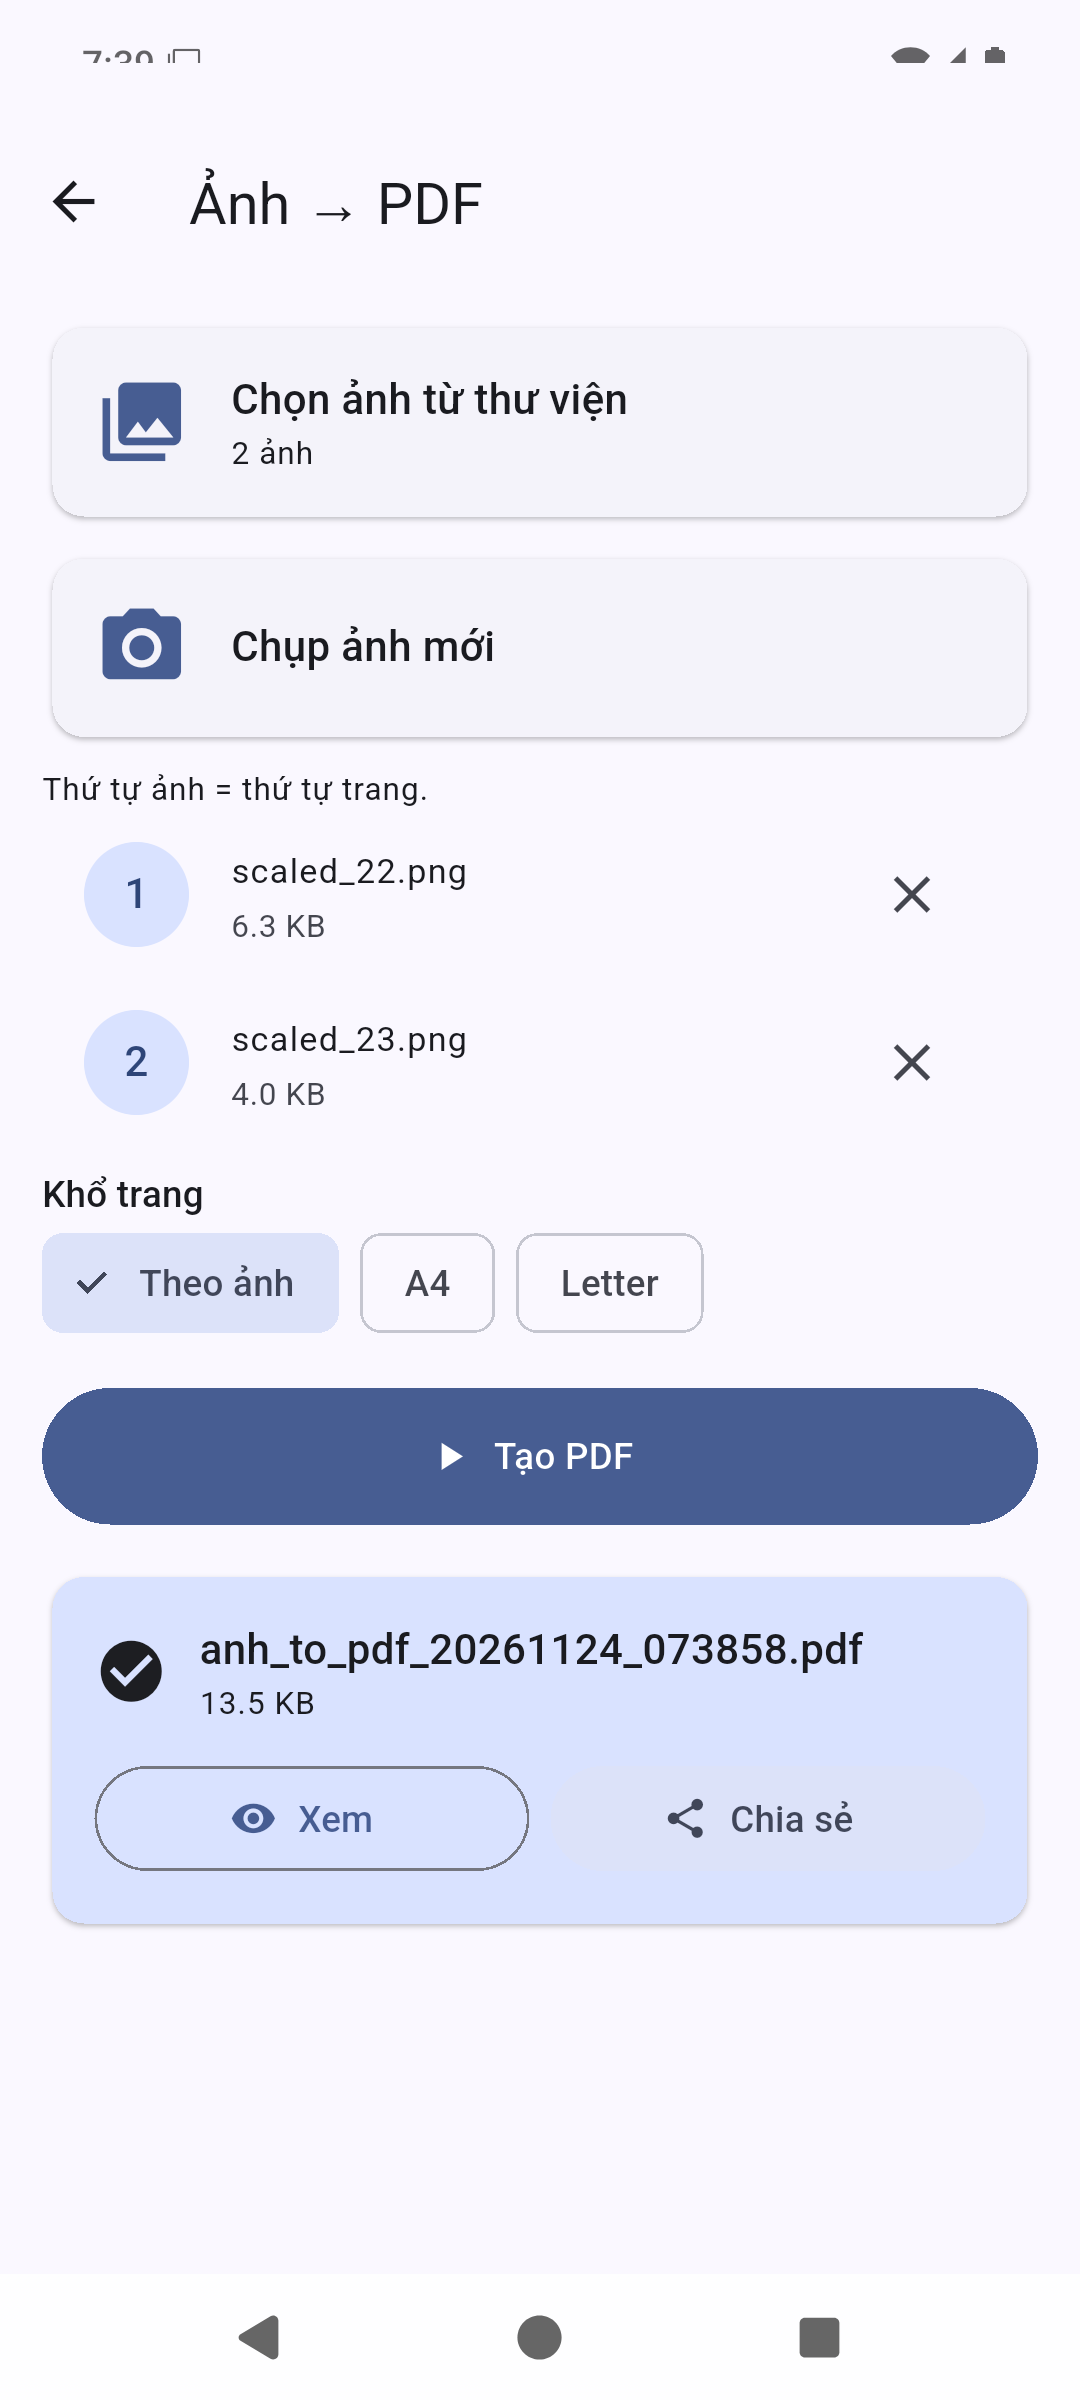 7:39
Ảnh → PDF
Chọn ảnh từ thư viện
2 ảnh
Chụp ảnh mới
Thứ tự ảnh = thứ tự trang.
1
scaled_22.png
6.3 KB
2
scaled_23.png
4.0 KB
Khổ trang
Theo ảnh
A4
Letter
Tạo PDF
anh_to_pdf_20261124_073858.pdf
13.5 KB
Xem
Chia sẻ